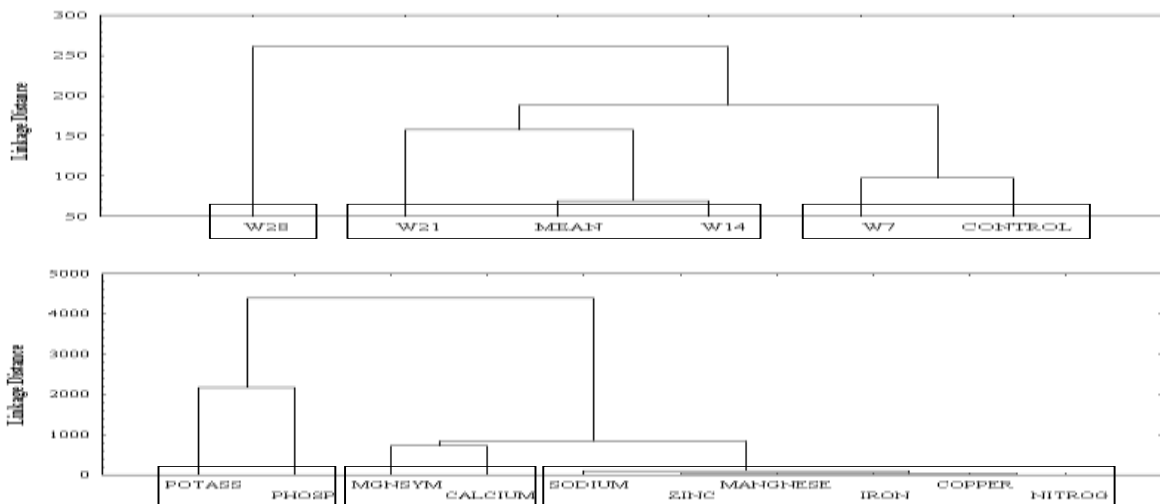 300
250
200
150
100
50
Linkage Distance
W28 W21 MEAN W14 W7 CONTROL
5000
4000
3000
2000
1000
0
Linkage Distance
POTASS MGNSYM SODIUM MANGNESE COPPER
PHOSP CALCIUM ZINC IRON NITROG